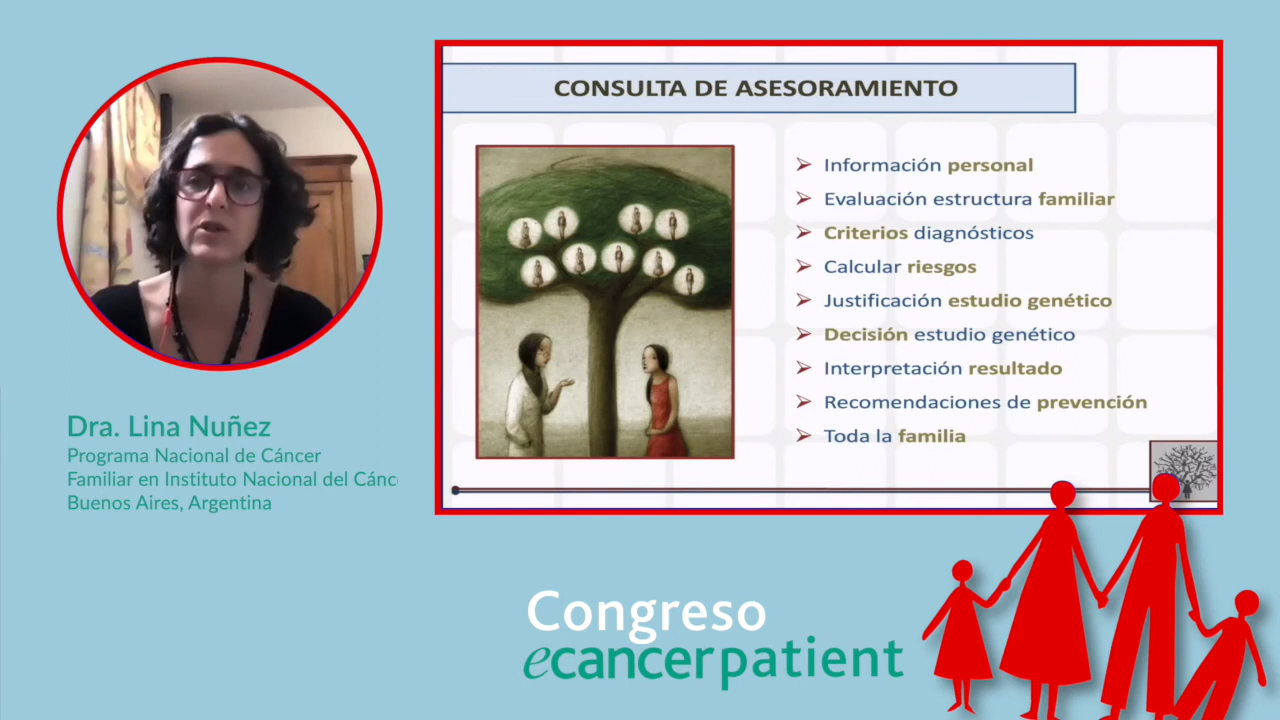 CONSULTA DE ASESORAMIENTO
Información personal
Evaluación estructura familiar
Criterios diagnósticos
Calcular riesgos
Justificación estudio genético
Decisión estudio genético
Interpretación resultado
Recomendaciones de prevención
Toda la familia
Dra. Lina Nuñez
Programa Nacional de Cáncer
Familiar en Instituto Nacional del Cánc
Buenos Aires, Argentina
Congreso
ecancerpatient